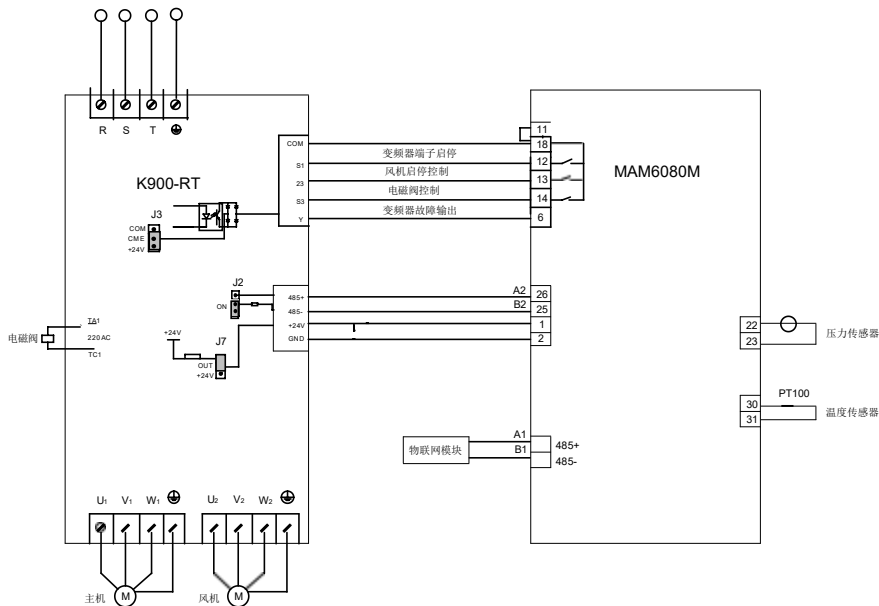 R S T
K900-RT
J3
COM
CME
+24V
COM
S1
23
S3
Y
变频器端子启停
风机启停控制
电磁阀控制
变频器故障输出
11
18
12
13
14
6
MAM6080M
J2
ON
485+
485-
+24V
GND
A2
B2
26
25
1
2
电磁阀
TA1
220AC
TC1
+24V
J7
OUT
+24V
22
23
压力传感器
PT100
30
31
温度传感器
物联网模块
A1
B1
485+
485-
U1 V1 W1
U2 V2 W2
主机
M
风机
M